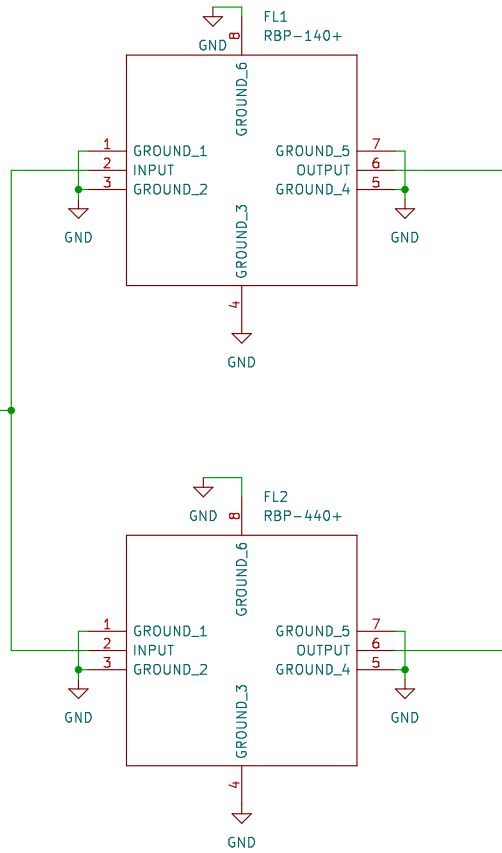 FL1
RBP-140+
GND
8
GROUND_6
1
GROUND_1
GROUND_5
7
2
INPUT
OUTPUT
6
3
GROUND_2
GROUND_4
5
GND
GND
GROUND_3
4
GND
FL2
RBP-440+
GND
8
GROUND_6
1
GROUND_1
GROUND_5
7
2
INPUT
OUTPUT
6
3
GROUND_2
GROUND_4
5
GND
GND
GROUND_3
4
GND